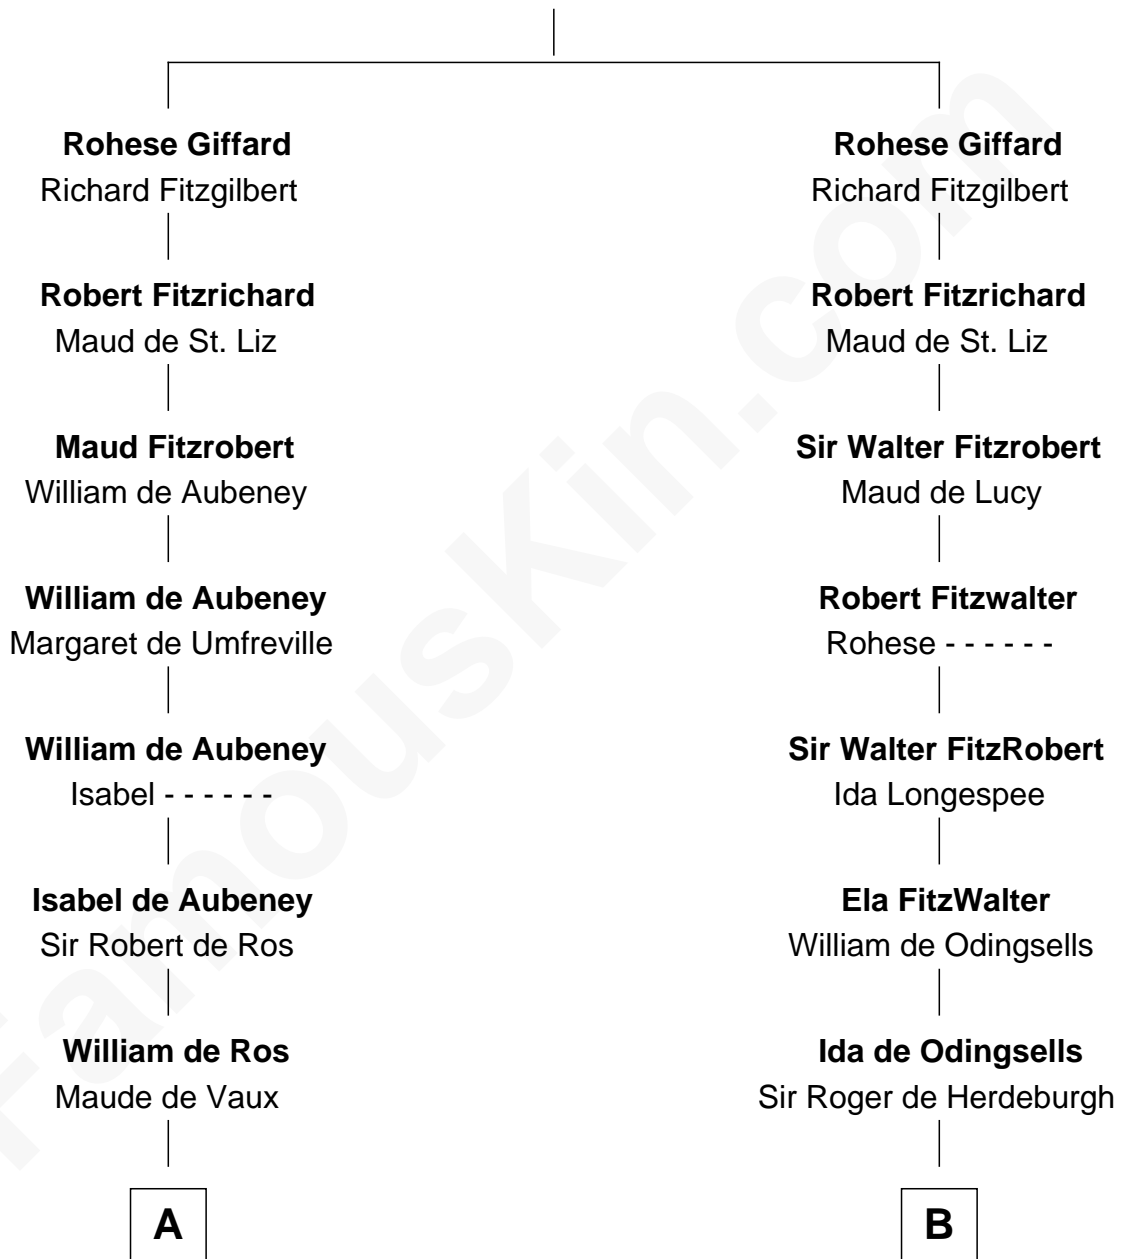 Rohese Giffard
Richard Fitzgilbert
Robert Fitzrichard
Maud de St. Liz
Maud Fitzrobert
William de Aubeney
William de Aubeney
Margaret de Umfreville
William de Aubeney
Isabel - - - - - -
Isabel de Aubeney
Sir Robert de Ros
William de Ros
Maude de Vaux
A
Rohese Giffard
Richard Fitzgilbert
Robert Fitzrichard
Maud de St. Liz
Sir Walter Fitzrobert
Maud de Lucy
Robert Fitzwalter
Rohese - - - - - -
Sir Walter FitzRobert
Ida Longespee
Ela FitzWalter
William de Odingsells
Ida de Odingsells
Sir Roger de Herdeburgh
B
FamousKin.com